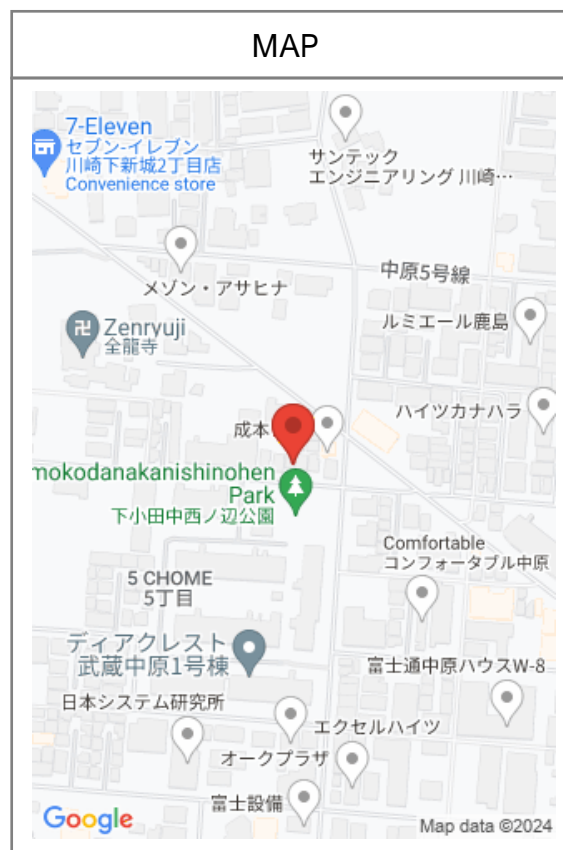 MAP
7-Eleven
セブン-イレブン
川崎下新城2丁目店
Convenience store
サンテック
エンジニアリング 川崎…
中原5号線
メゾン・アサヒナ
ルミエール鹿島
Zenryuji
全龍寺
ハイツカナハラ
成本
mokodanakanishinohen
Park
下小田中西ノ辺公園
Comfortable
コンフォータブル中原
5 CHOME
5丁目
ディアクレスト
武蔵中原1号棟
富士通中原ハウスW-8
日本システム研究所
エクセルハイツ
オークプラザ
富士設備
Google
Map data ©2024